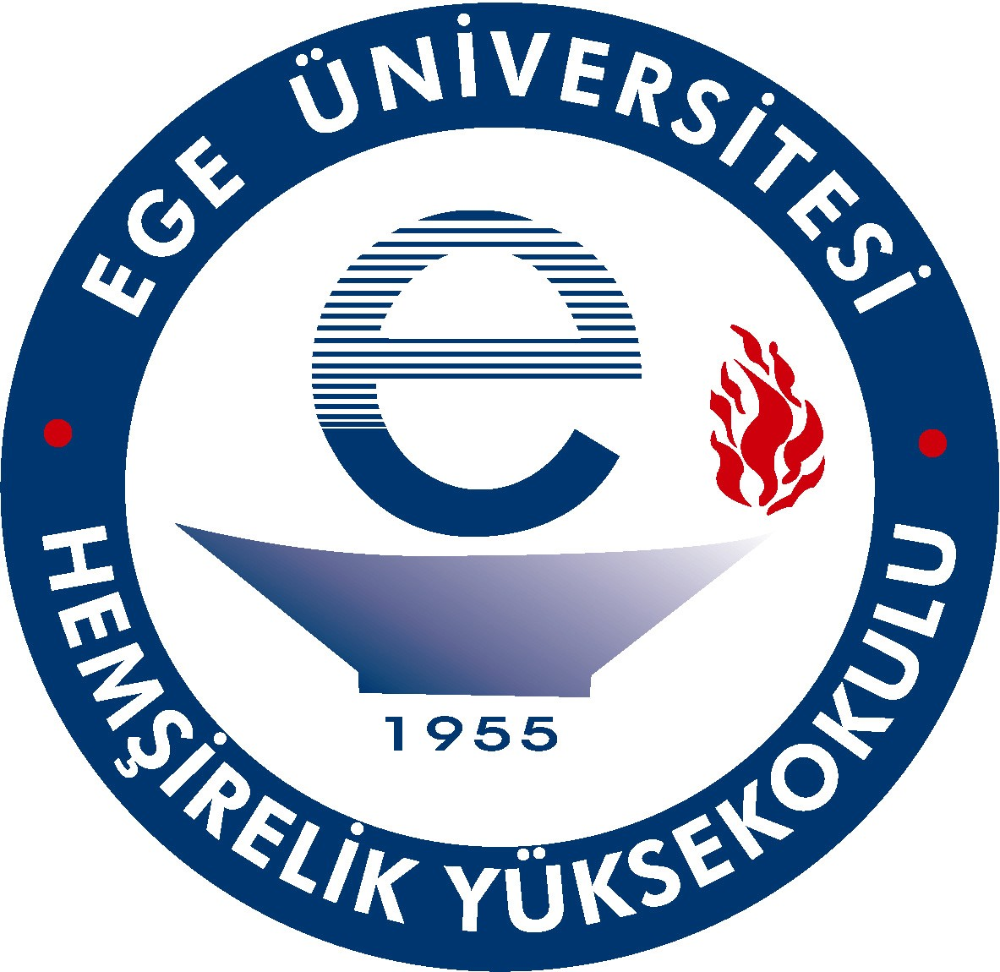 EGE ÜNİVERSİTESİ
e
1955
HEMŞİRELİK YÜKSEKOKULU